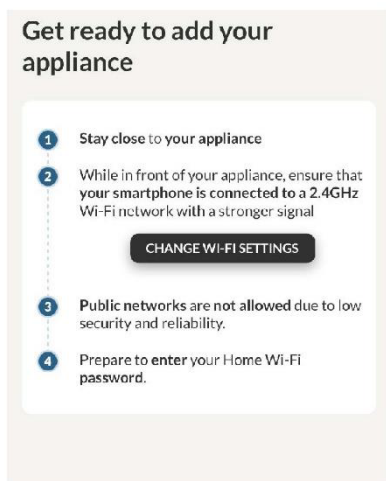 Get ready to add your
appliance
1 Stay close to your appliance
2 While in front of your appliance, ensure that
your smartphone is connected to a 2.4GHz
Wi-Fi network with a stronger signal
CHANGE WI-FI SETTINGS
3 Public networks are not allowed due to low
security and reliability.
4 Prepare to enter your Home Wi-Fi
password.